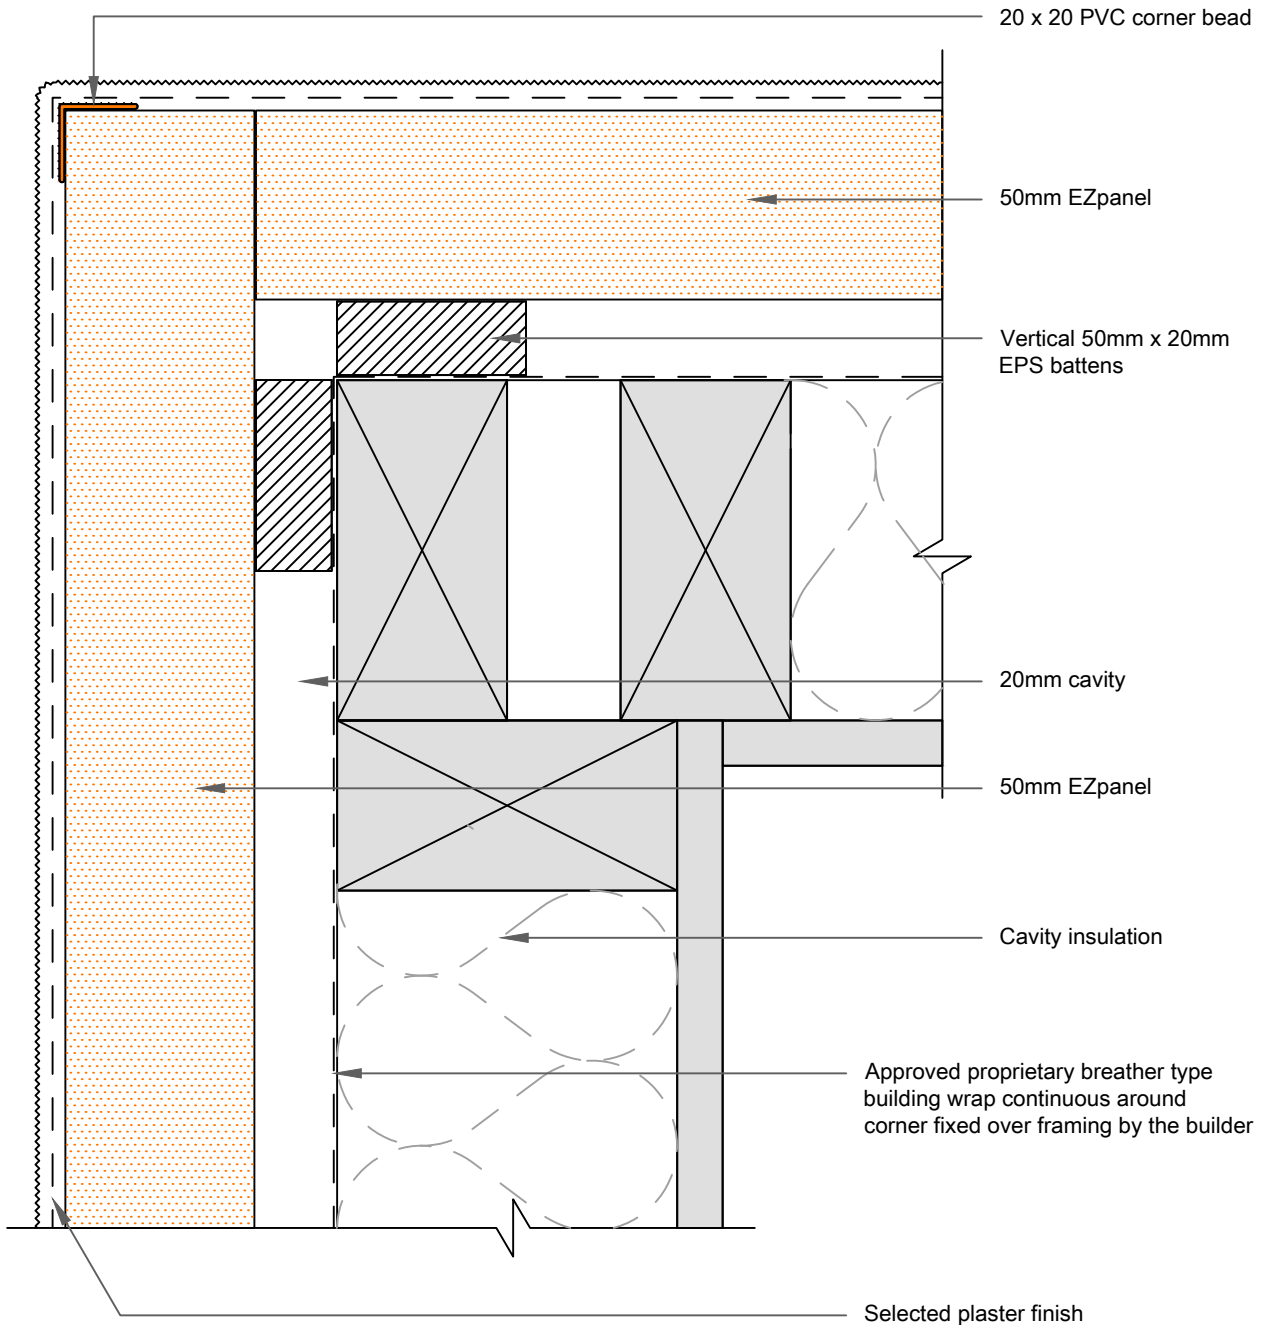 20 x 20 PVC corner bead
50mm EZpanel
Vertical 50mm x 20mm
EPS battens
20mm cavity
50mm EZpanel
Cavity insulation
Approved proprietary breather type
building wrap continuous around
corner fixed over framing by the builder
Selected plaster finish